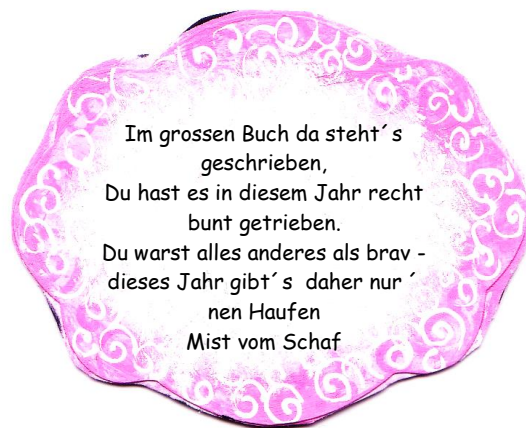 Im grossen Buch da steht´s
geschrieben,
Du hast es in diesem Jahr recht
bunt getrieben.
Du warst alles anderes als brav -
dieses Jahr gibt´s  daher nur ´
nen Haufen
Mist vom Schaf